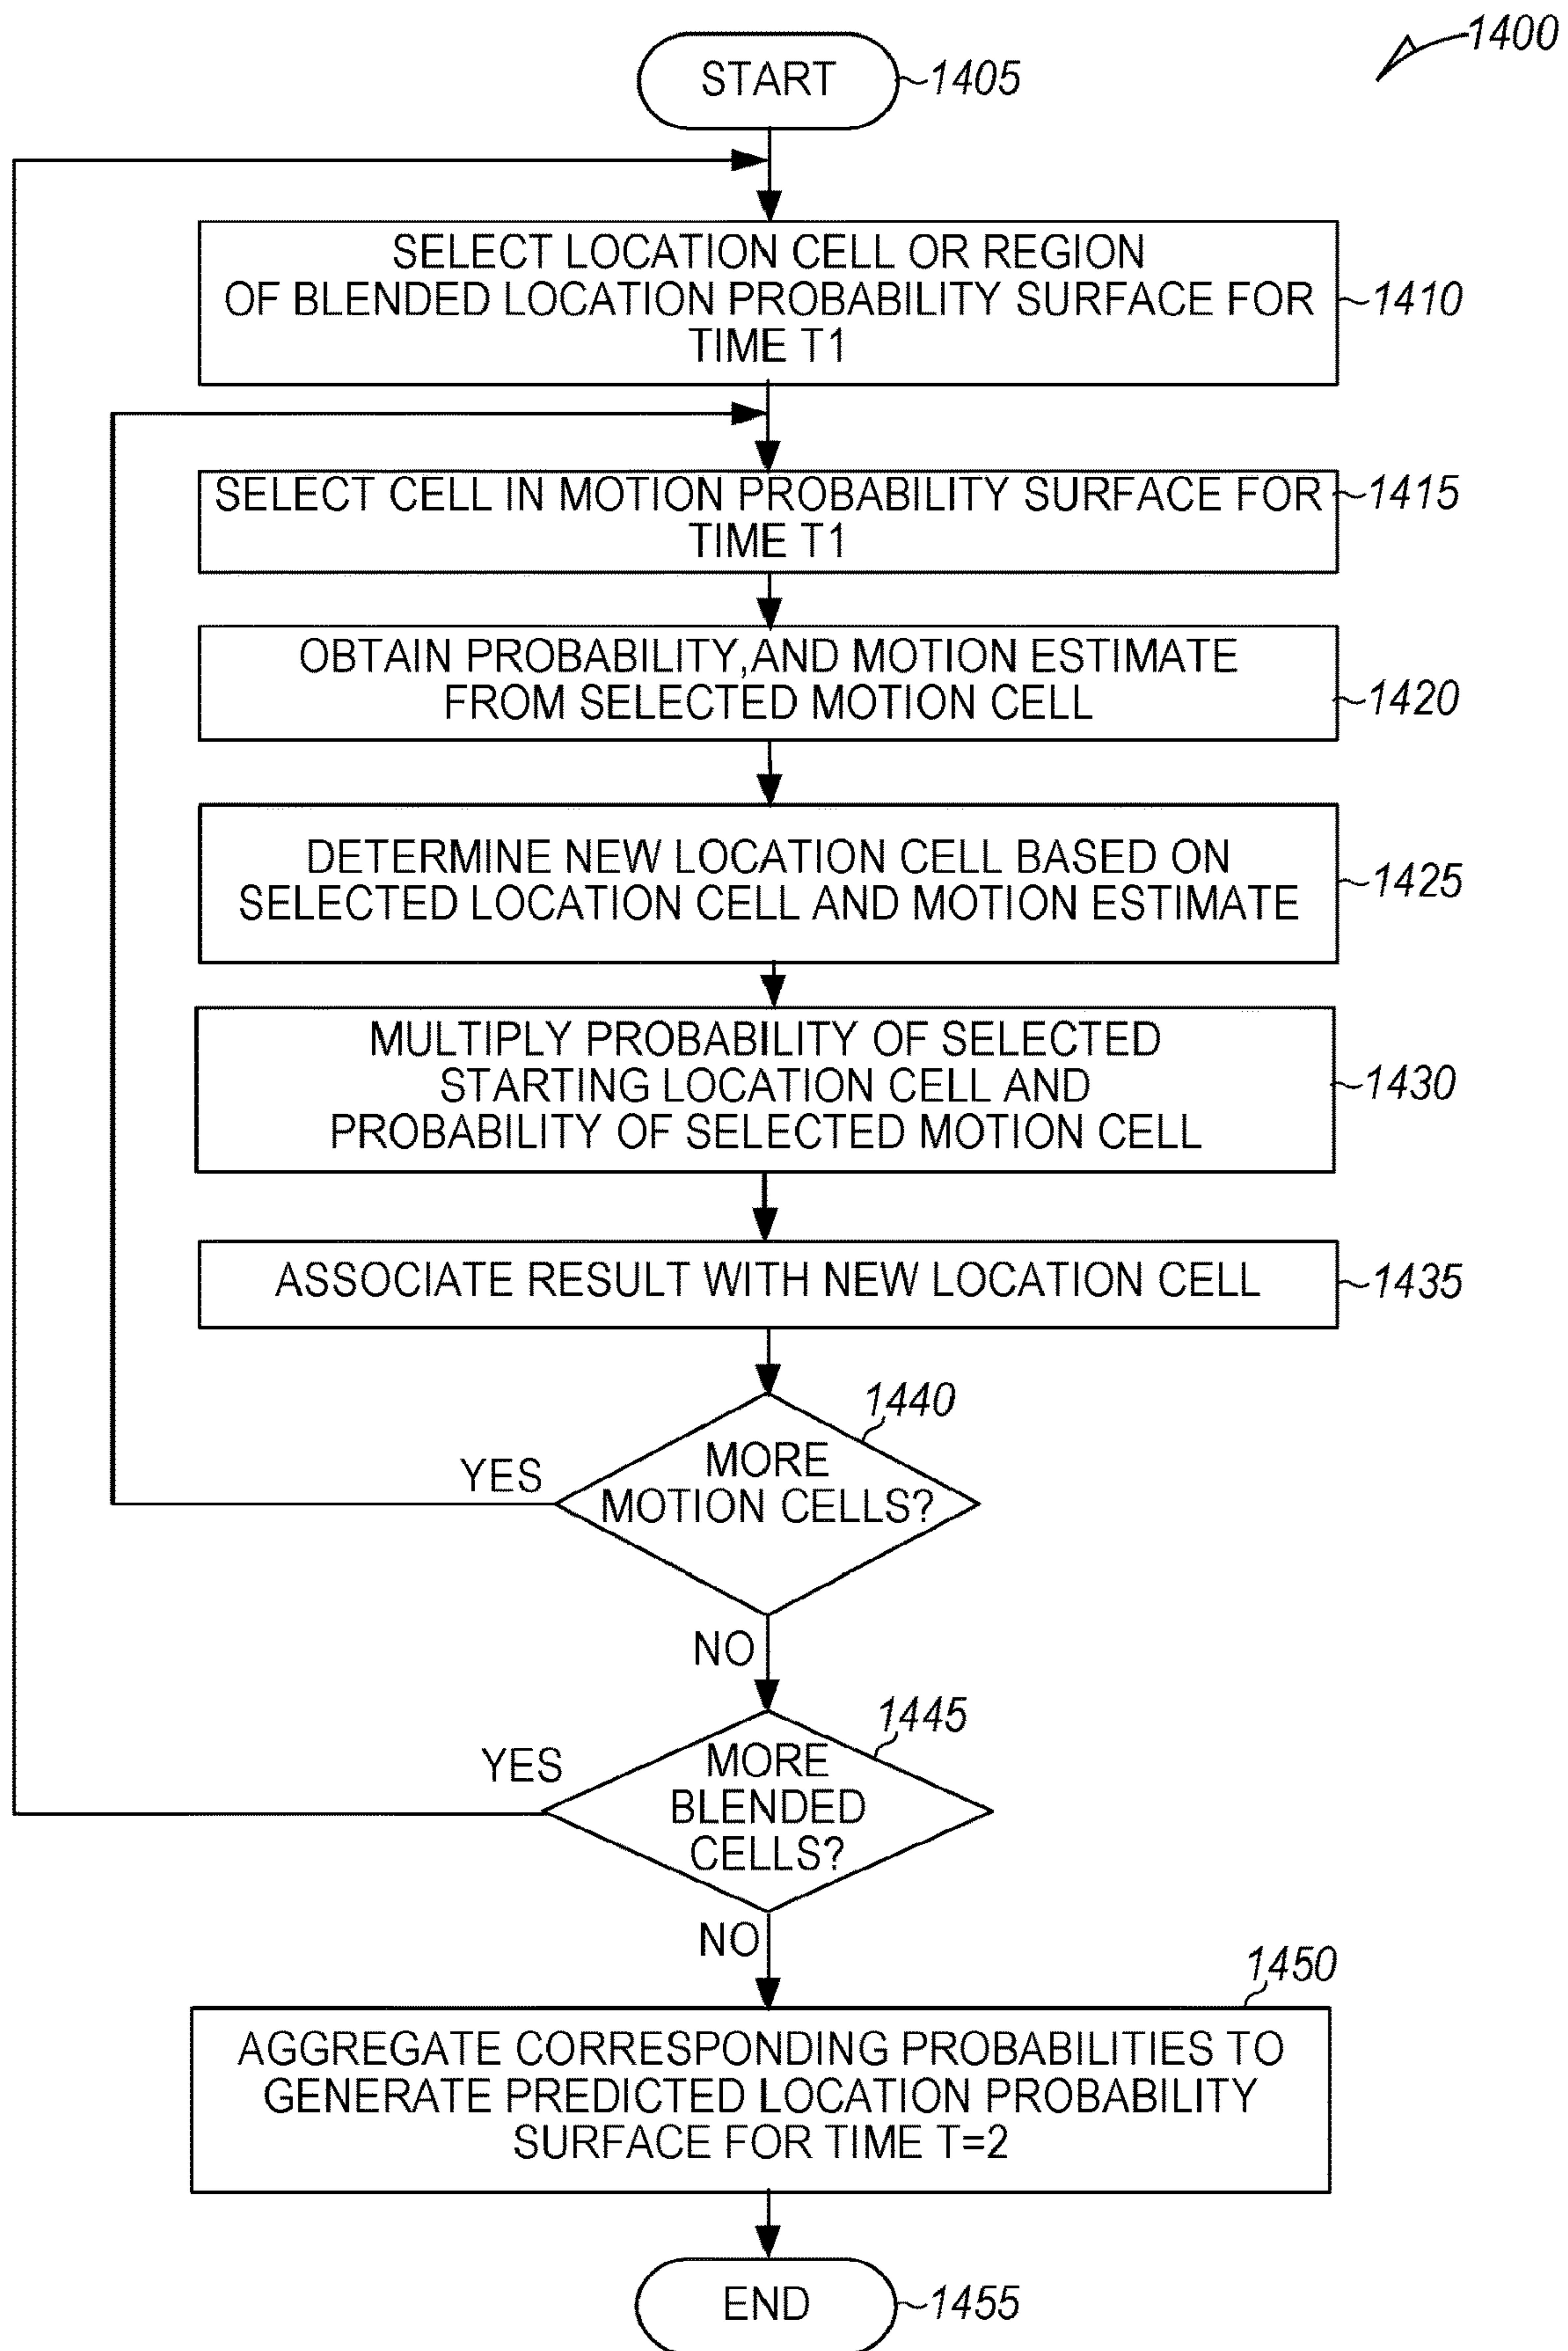 1400
START
1405
SELECT LOCATION CELL OR REGION
OF BLENDED LOCATION PROBABILITY SURFACE FOR
TIME T1
1410
SELECT CELL IN MOTION PROBABILITY SURFACE FOR
TIME T1
1415
OBTAIN PROBABILITY, AND MOTION ESTIMATE
FROM SELECTED MOTION CELL
1420
DETERMINE NEW LOCATION CELL BASED ON
SELECTED LOCATION CELL AND MOTION ESTIMATE
1425
MULTIPLY PROBABILITY OF SELECTED
STARTING LOCATION CELL AND
PROBABILITY OF SELECTED MOTION CELL
1430
ASSOCIATE RESULT WITH NEW LOCATION CELL
1435
1440
MORE
MOTION CELLS?
YES
NO
1445
MORE
BLENDED
CELLS?
YES
NO
1450
AGGREGATE CORRESPONDING PROBABILITIES TO
GENERATE PREDICTED LOCATION PROBABILITY
SURFACE FOR TIME T=2
END
1455